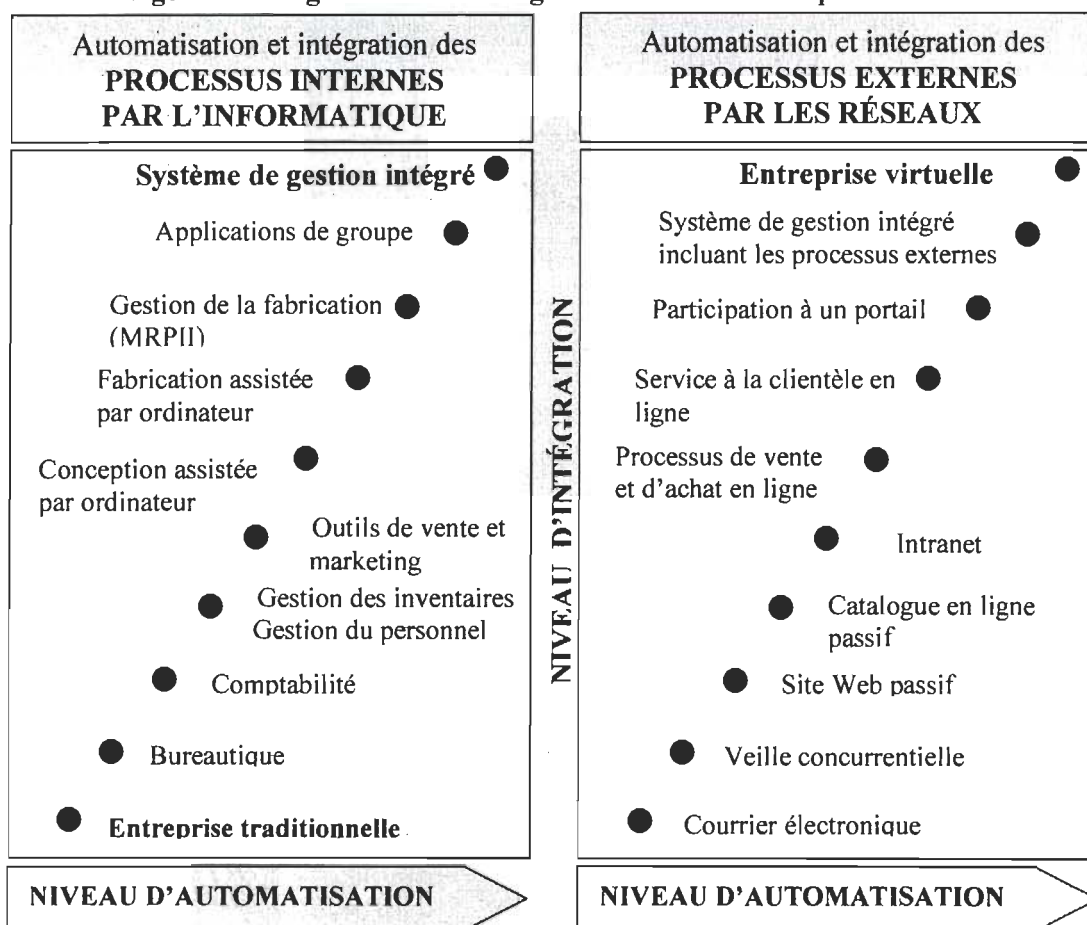 Automatisation et intégration des
PROCESSUS INTERNES
PAR L'INFORMATIQUE
Système de gestion intégré
Applications de groupe
Gestion de la fabrication
(MRPII)
Fabrication assistée
par ordinateur
Conception assistée
par ordinateur
Outils de vente et
marketing
Gestion des inventaires
Gestion du personnel
Comptabilité
Bureautique
Entreprise traditionnelle
NIVEAU D'AUTOMATISATION
NIVEAU D'INTÉGRATION
Automatisation et intégration des
PROCESSUS EXTERNES
PAR LES RÉSEAUX
Entreprise virtuelle
Système de gestion intégré
incluant les processus externes
Participation à un portail
Service à la clientèle en
ligne
Processus de vente
et d'achat en ligne
Intranet
Catalogue en ligne
passif
Site Web passif
Veille concurrentielle
Courrier électronique
NIVEAU D'AUTOMATISATION